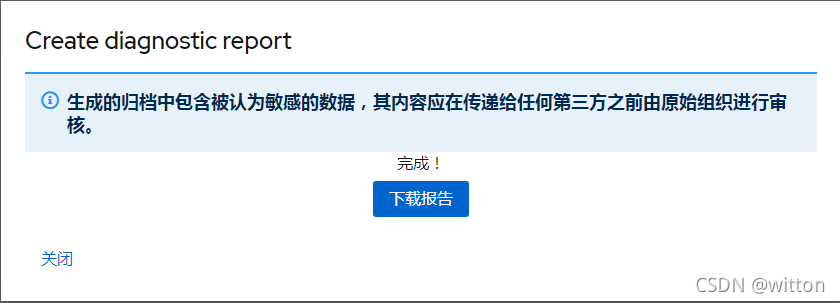 Create diagnostic report
生成的归档中包含被认为敏感的数据，其内容应在传递给任何第三方之前由原始组织进行审
核。
完成！
下载报告
关闭
CSDN @witton